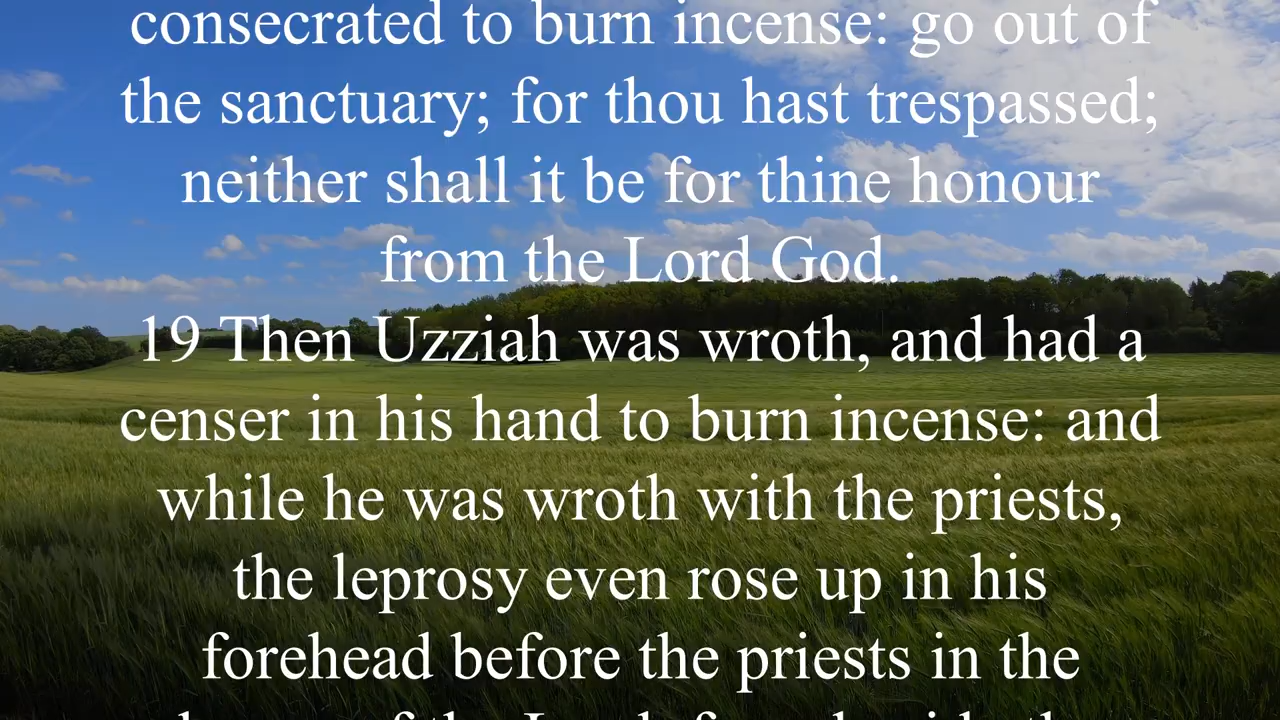 consecrated to burn incense: go out of
the sanctuary; for thou hast trespassed;
neither shall it be for thine honour
from the Lord God.
19 Then Uzziah was wroth, and had a
censer in his hand to burn incense: and
while he was wroth with the priests,
the leprosy even rose up in his
forehead before the priests in the